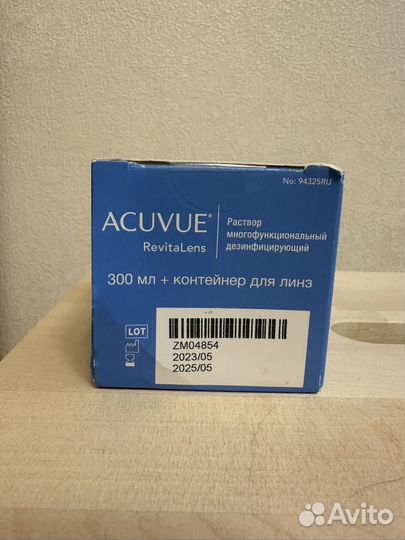 No: 94325RU
ACUVUE®
RevitaLens
Раствор
многофункциональный
дезинфицирующий
300 мл + контейнер для линз
LOT
ZM04854
2023/05
2025/05
Avito